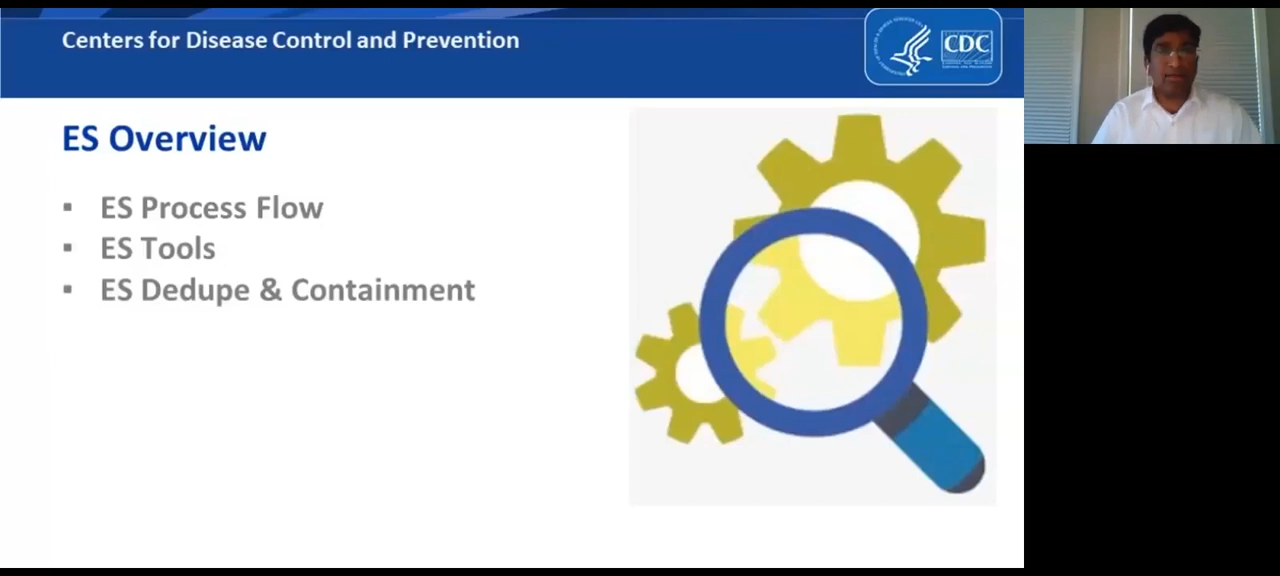 Centers for Disease Control and Prevention
CDC
ES Overview
▪ ES Process Flow
▪ ES Tools
▪ ES Dedupe & Containment